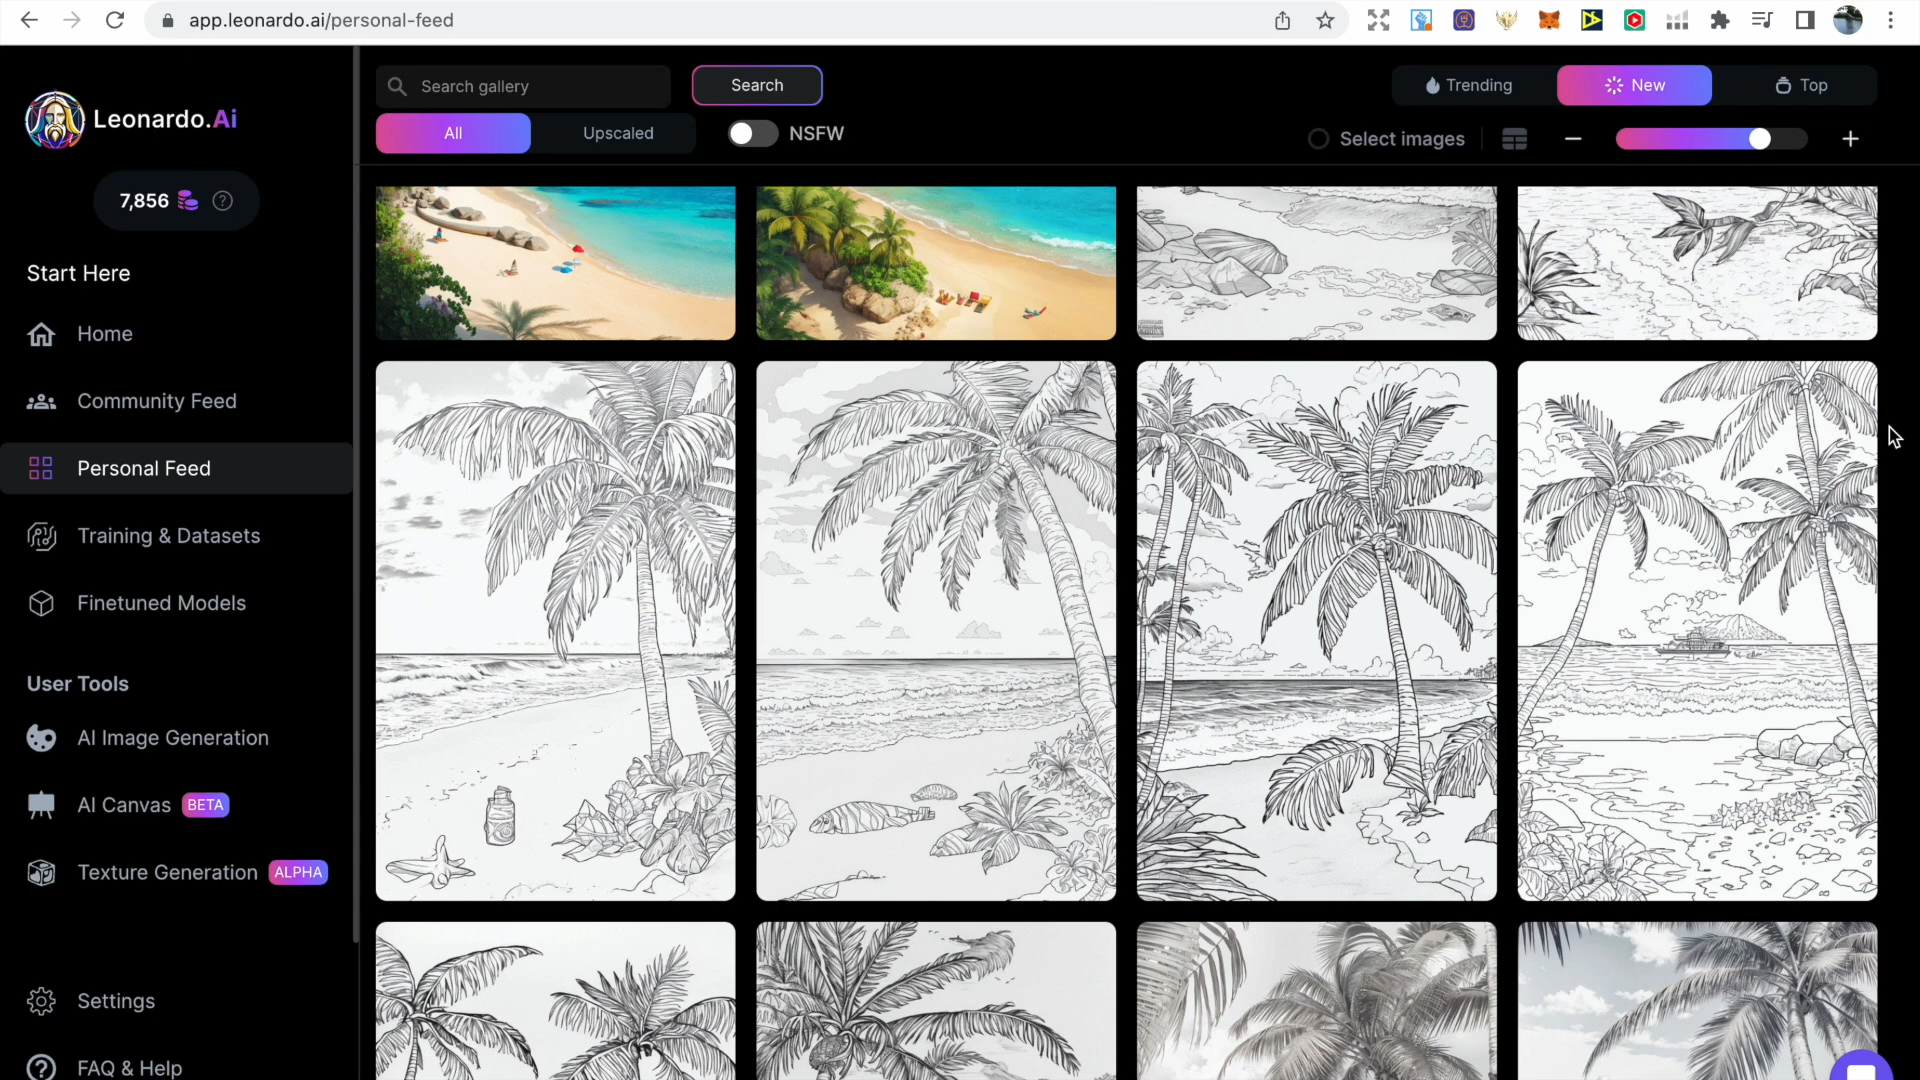 app.leonardo.ai/personal-feed
Leonardo.Ai
7,856
Start Here
Home
Community Feed
Personal Feed
Training & Datasets
Finetuned Models
User Tools
AI Image Generation
AI Canvas BETA
Texture Generation ALPHA
Settings
FAQ & Help
Search gallery
Search
Trending
New
Top
All
Upscaled
NSFW
Select images